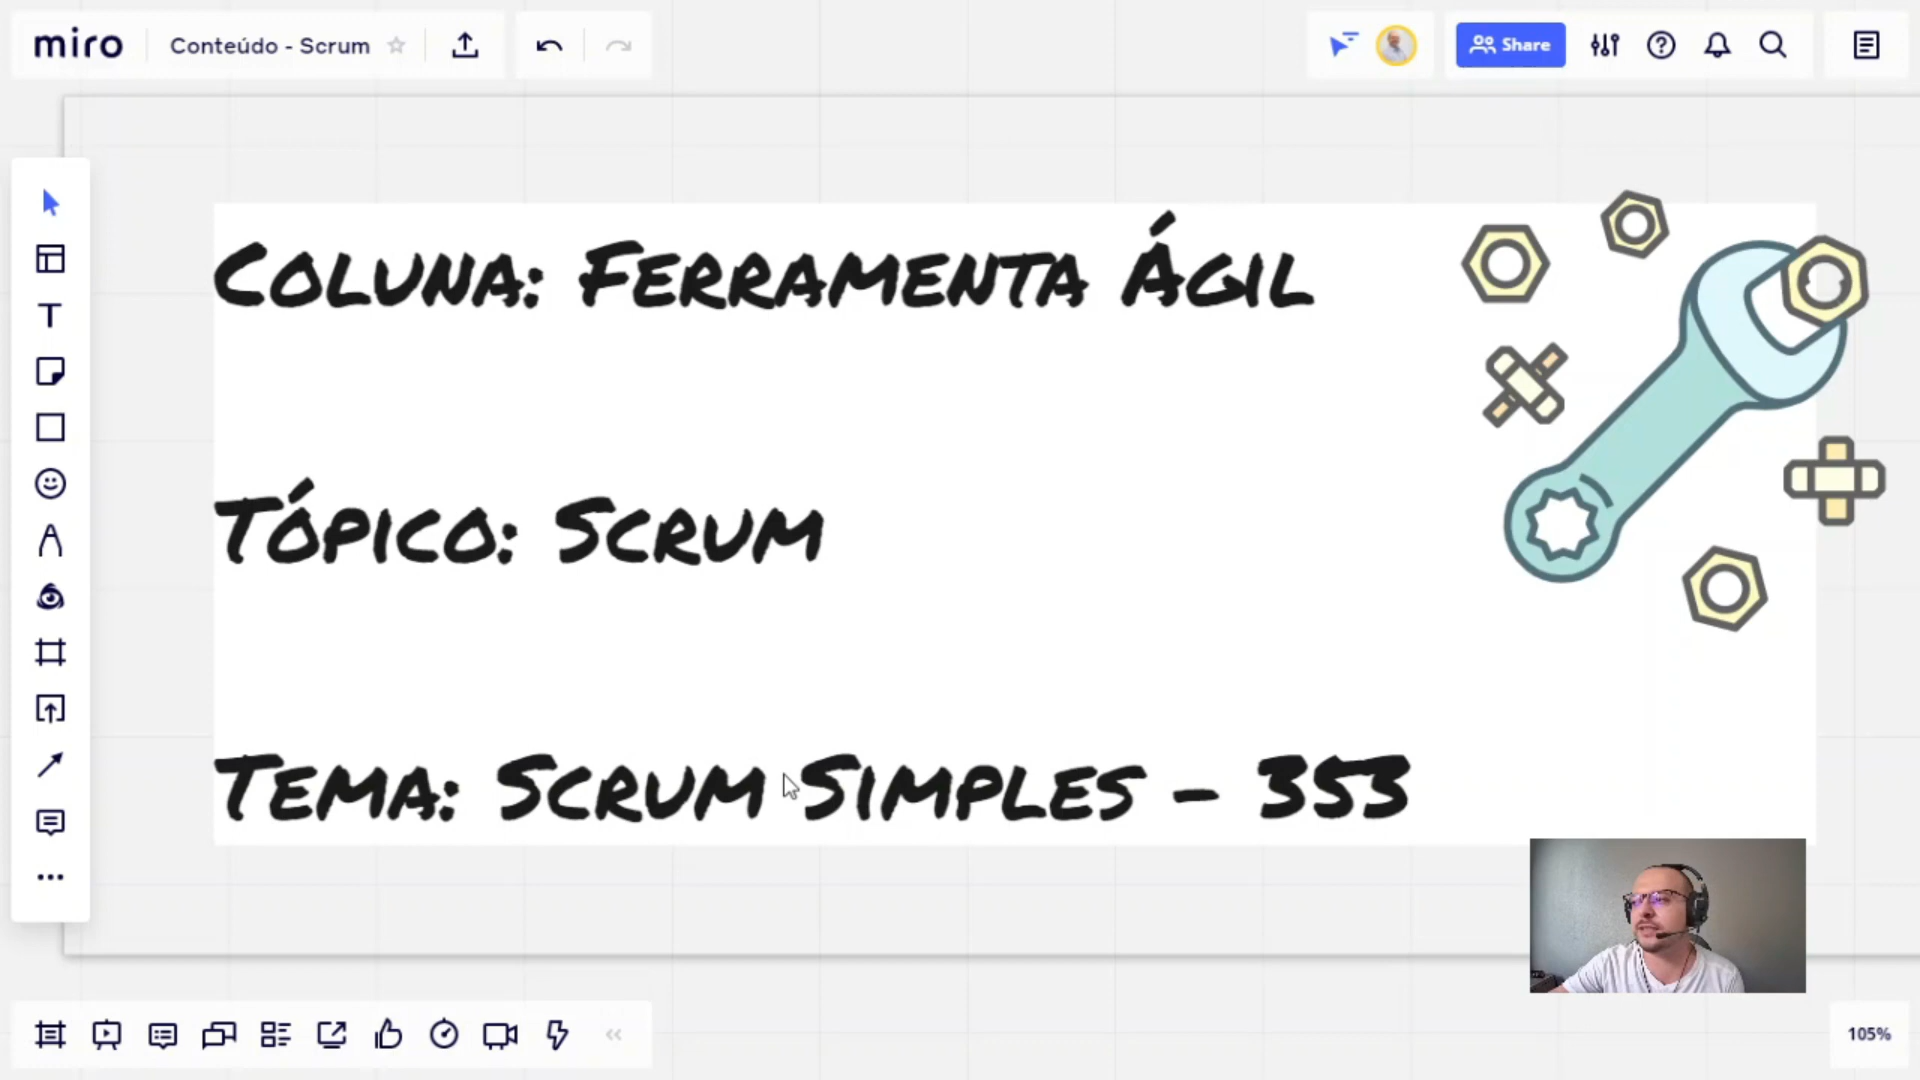 miro
Conteúdo - Scrum
Share
Coluna: Ferramenta Ágil
Tópico: Scrum
Tema: Scrum Simples - 353
105%